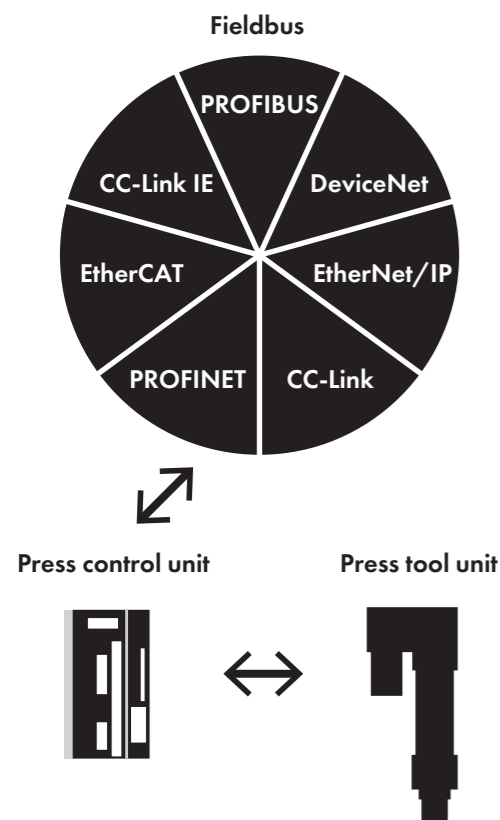 Fieldbus
PROFIBUS
CC-Link IE
DeviceNet
EtherCAT
EtherNet/IP
PROFINET
CC-Link
Press control unit
Press tool unit